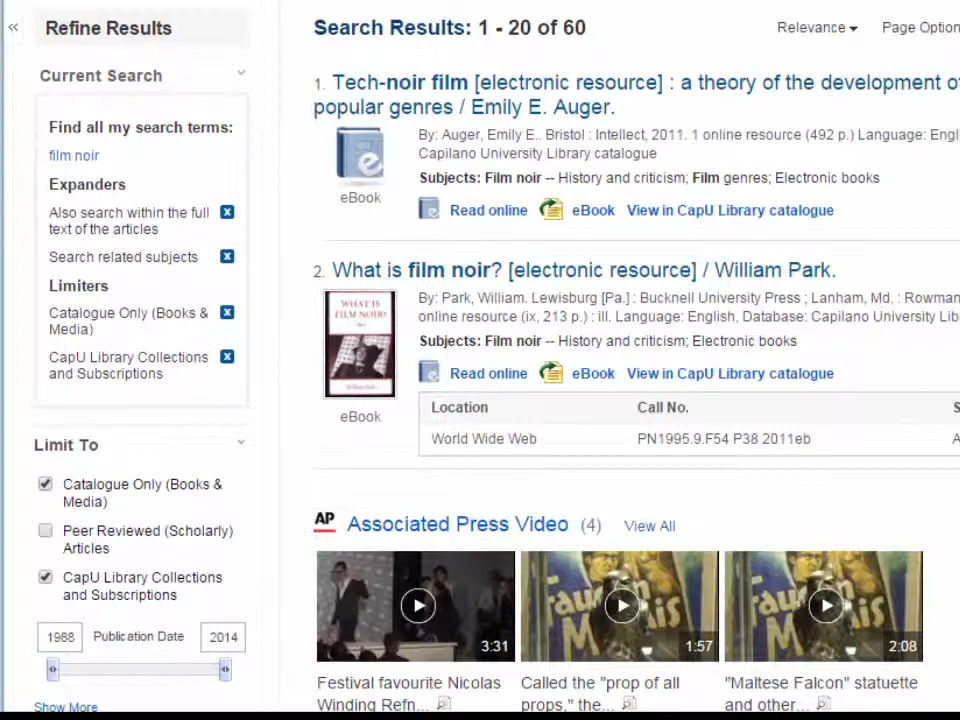 «
Refine Results
Current Search
Find all my search terms:
film noir
Expanders
Also search within the full
text of the articles
Search related subjects
Limiters
Catalogue Only (Books &
Media)
CapU Library Collections
and Subscriptions
Limit To
Catalogue Only (Books &
Media)
Peer Reviewed (Scholarly)
Articles
CapU Library Collections
and Subscriptions
1988 Publication Date 2014
Show More
Search Results: 1 - 20 of 60
Relevance Page Option
1. Tech-noir film [electronic resource] : a theory of the development of
popular genres / Emily E. Auger.
By: Auger, Emily E.. Bristol : Intellect, 2011. 1 online resource (492 p.) Language: Engl
Capilano University Library catalogue
Subjects: Film noir -- History and criticism; Film genres; Electronic books
eBook
Read online eBook View in CapU Library catalogue
2. What is film noir? [electronic resource] / William Park.
By: Park, William. Lewisburg [Pa.] : Bucknell University Press ; Lanham, Md. : Rowman
online resource (ix, 213 p.) : ill. Language: English, Database: Capilano University Lib
Subjects: Film noir -- History and criticism; Electronic books
WHAT IS
FILM NOIR?
William Park
eBook
Read online eBook View in CapU Library catalogue
Location Call No. S
World Wide Web PN1995.9.F54 P38 2011eb A
AP Associated Press Video (4) View All
3:31
1:57
2:08
Festival favourite Nicolas
Winding Refn...
Called the "prop of all
props," the...
"Maltese Falcon" statuette
and other...